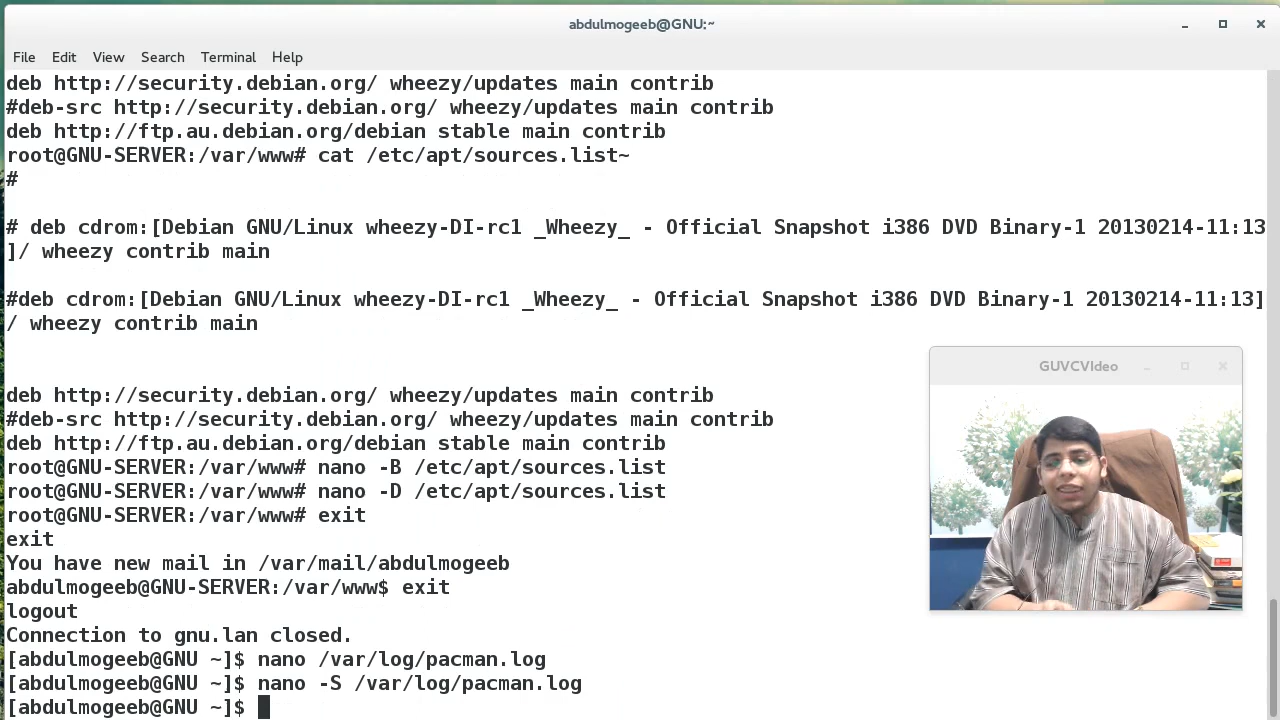 abdulmogeeb@GNU:~
File Edit View Search Terminal Help
deb http://security.debian.org/ wheezy/updates main contrib
#deb-src http://security.debian.org/ wheezy/updates main contrib
deb http://ftp.au.debian.org/debian stable main contrib
root@GNU-SERVER:/var/www# cat /etc/apt/sources.list~
#
# deb cdrom:[Debian GNU/Linux wheezy-DI-rc1 _Wheezy_ - Official Snapshot i386 DVD Binary-1 20130214-11:13
]/ wheezy contrib main
#deb cdrom:[Debian GNU/Linux wheezy-DI-rc1 _Wheezy_ - Official Snapshot i386 DVD Binary-1 20130214-11:13]
/ wheezy contrib main
GUVCVIdeo
deb http://security.debian.org/ wheezy/updates main contrib
#deb-src http://security.debian.org/ wheezy/updates main contrib
deb http://ftp.au.debian.org/debian stable main contrib
root@GNU-SERVER:/var/www# nano -B /etc/apt/sources.list
root@GNU-SERVER:/var/www# nano -D /etc/apt/sources.list
root@GNU-SERVER:/var/www# exit
exit
You have new mail in /var/mail/abdulmogeeb
abdulmogeeb@GNU-SERVER:/var/www$ exit
logout
Connection to gnu.lan closed.
[abdulmogeeb@GNU ~]$ nano /var/log/pacman.log
[abdulmogeeb@GNU ~]$ nano -S /var/log/pacman.log
[abdulmogeeb@GNU ~]$